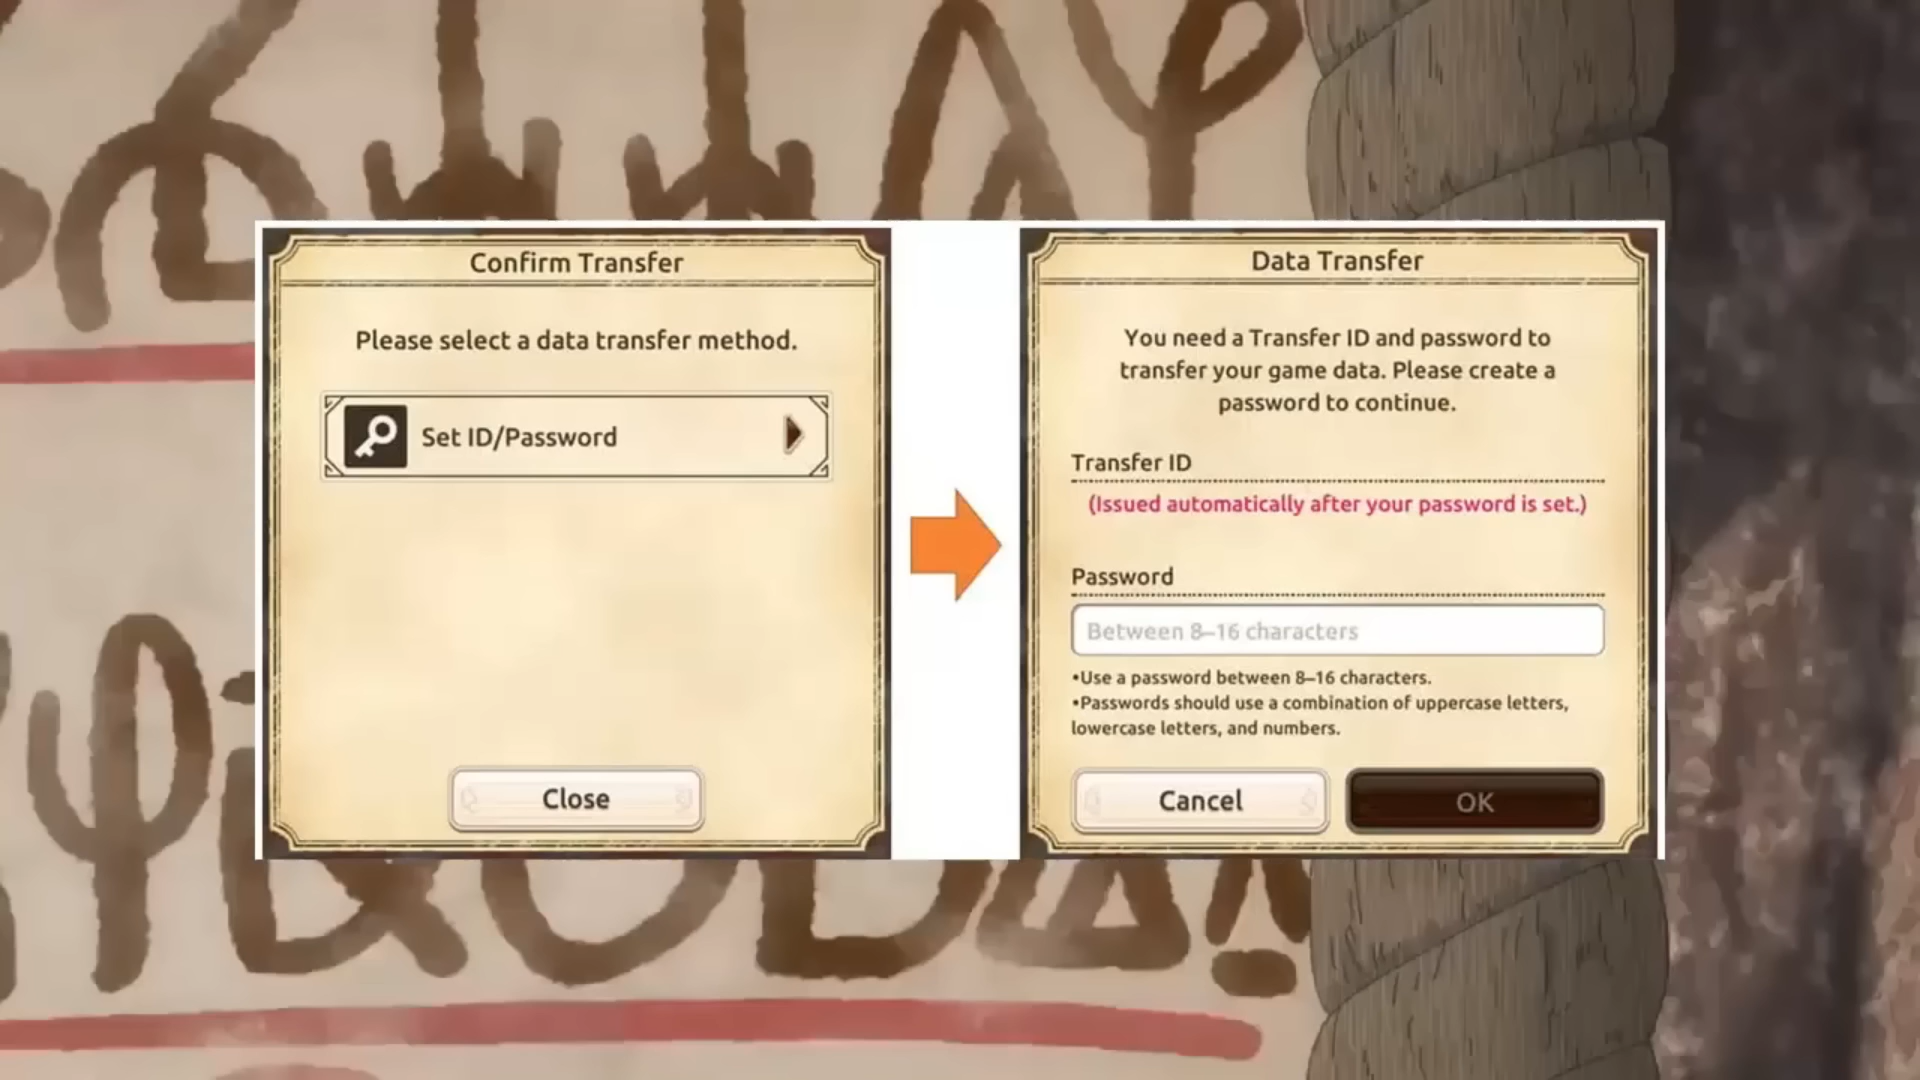 Confirm Transfer
Please select a data transfer method.
Set ID/Password
Close
Data Transfer
You need a Transfer ID and password to
transfer your game data. Please create a
password to continue.
Transfer ID
(Issued automatically after your password is set.)
Password
Between 8–16 characters
•Use a password between 8–16 characters.
•Passwords should use a combination of uppercase letters,
lowercase letters, and numbers.
Cancel
OK